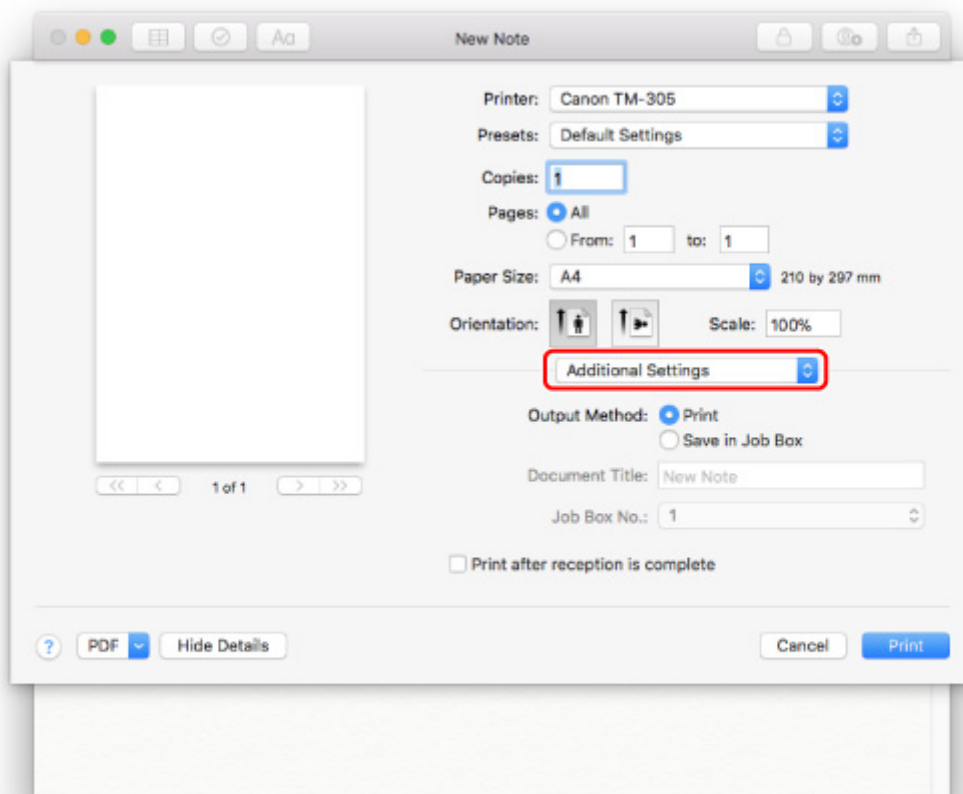 Aa New Note
Printer: Canon TM-305
Presets: Default Settings
Copies: 1
Pages: All
From: 1 to: 1
Paper Size: A4 210 by 297 mm
Orientation: Scale: 100%
Additional Settings
Output Method: Print
Save in Job Box
Document Title: New Note
Job Box No.: 1
Print after reception is complete
<< < 1 of 1 > >>
? PDF Hide Details Cancel Print